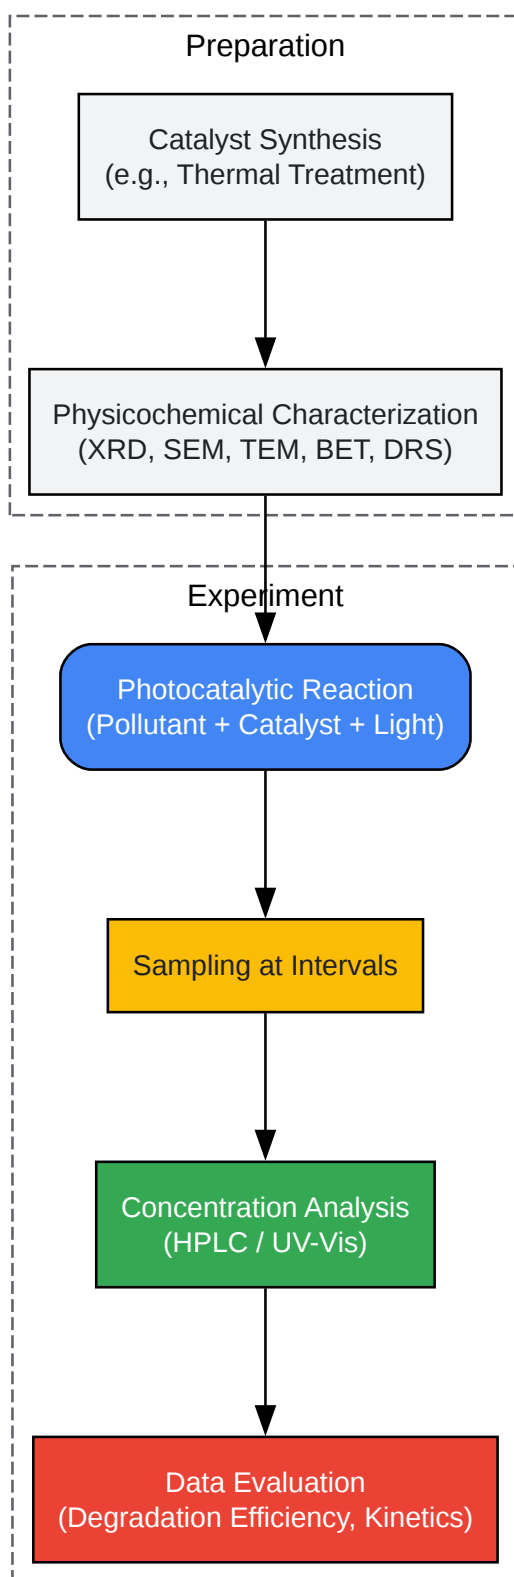 Preparation
Catalyst Synthesis
(e.g., Thermal Treatment)
Physicochemical Characterization
(XRD, SEM, TEM, BET, DRS)
Experiment
Photocatalytic Reaction
(Pollutant + Catalyst + Light)
Sampling at Intervals
Concentration Analysis
(HPLC / UV-Vis)
Data Evaluation
(Degradation Efficiency, Kinetics)